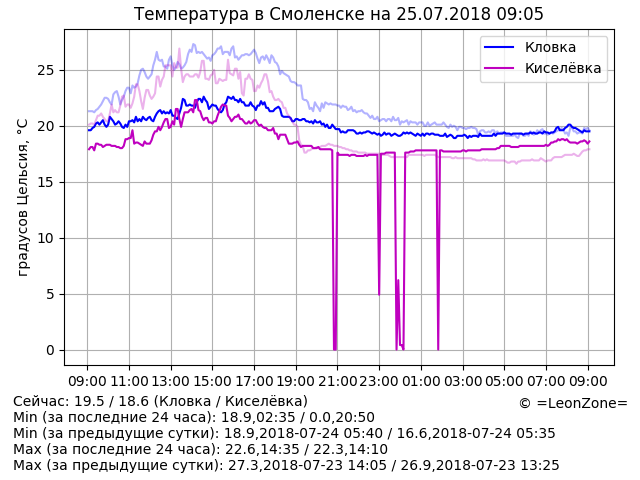 Температура в Смоленске на 25.07.2018 09:05
Кловка
Киселёвка
градусов Цельсия, °C
25
20
15
10
5
0
09:00 11:00 13:00 15:00 17:00 19:00 21:00 23:00 01:00 03:00 05:00 07:00 09:00
Сейчас: 19.5 / 18.6 (Кловка / Киселёвка)
© =LeonZone=
Min (за последние 24 часа): 18.9,02:35 / 0.0,20:50
Min (за предыдущие сутки): 18.9,2018-07-24 05:40 / 16.6,2018-07-24 05:35
Max (за последние 24 часа): 22.6,14:35 / 22.3,14:10
Max (за предыдущие сутки): 27.3,2018-07-23 14:05 / 26.9,2018-07-23 13:25